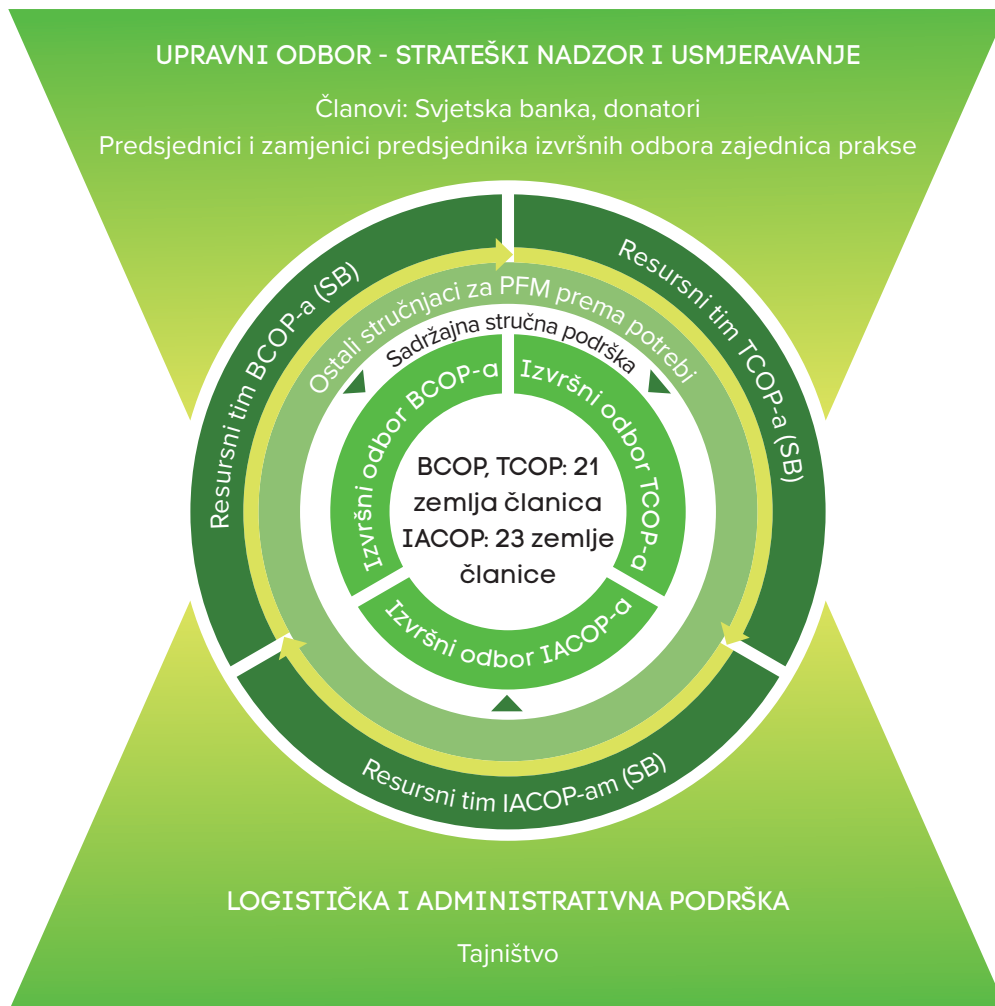 UPRAVNI ODBOR - STRATEŠKI NADZOR I USMJERAVANJE
Članovi: Svjetska banka, donatori
Predsjednici i zamjenici predsjednika izvršnih odbora zajednica prakse
Resursni tim BCOP-a (SB)
Resursni tim TCOP-a (SB)
Ostali stručnjaci za PFM prema potrebi
Sadržajna stručna podrška
Izvršni odbor BCOP-a
Izvršni odbor TCOP-a
BCOP, TCOP: 21
zemlja članica
IACOP: 23 zemlje
članice
Izvršni odbor IACOP-a
Resursni tim IACOP-am (SB)
LOGISTIČKA I ADMINISTRATIVNA PODRŠKA
Tajništvo